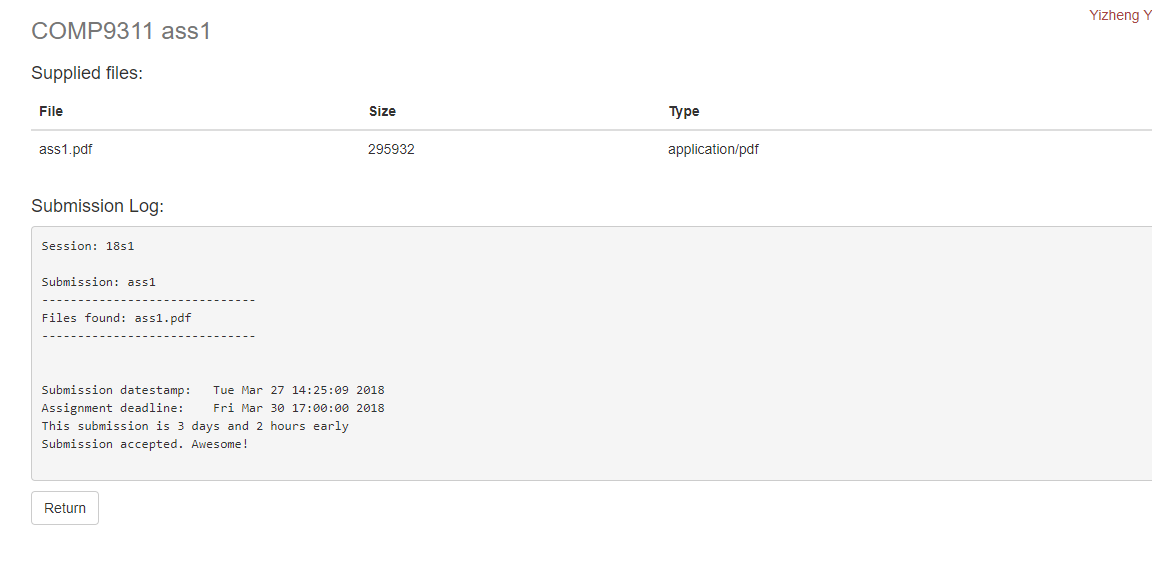 Yizheng Y
COMP9311 ass1
Supplied files:
File Size Type
ass1.pdf 295932 application/pdf
Submission Log:
Session: 18s1
Submission: ass1
------------------------------
Files found: ass1.pdf
------------------------------
Submission datestamp:   Tue Mar 27 14:25:09 2018
Assignment deadline:    Fri Mar 30 17:00:00 2018
This submission is 3 days and 2 hours early
Submission accepted. Awesome!
Return